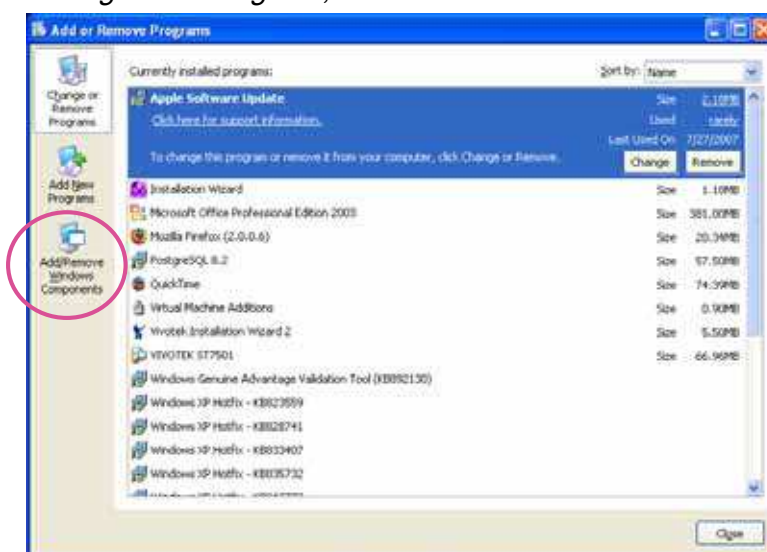 Add or Remove Programs
Change or
Remove
Programs
Add New
Programs
Add/Remove
Windows
Components
Currently installed programs:
Sort by: Name
Apple Software Update
Size 2.10MB
Click here for support information.
Used rarely
Last Used On 7/27/2007
To change this program or remove it from your computer, click Change or Remove.
Change Remove
Installation Wizard Size 1.10MB
Microsoft Office Professional Edition 2003 Size 381.00MB
Mozilla Firefox (2.0.0.6) Size 20.34MB
PostgreSQL 8.2 Size 57.50MB
QuickTime Size 74.39MB
Virtual Machine Additions Size 0.90MB
Vivotek Installation Wizard 2 Size 5.50MB
VIVOTEK ST7501 Size 66.96MB
Windows Genuine Advantage Validation Tool (KB892130)
Windows XP Hotfix - KB823559
Windows XP Hotfix - KB828741
Windows XP Hotfix - KB833407
Windows XP Hotfix - KB835732
Close